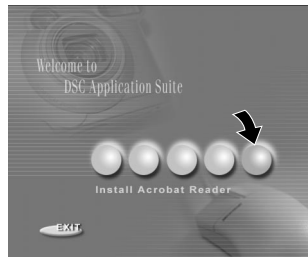 Welcome to
DSC Application Suite
Install Acrobat Reader
EXIT